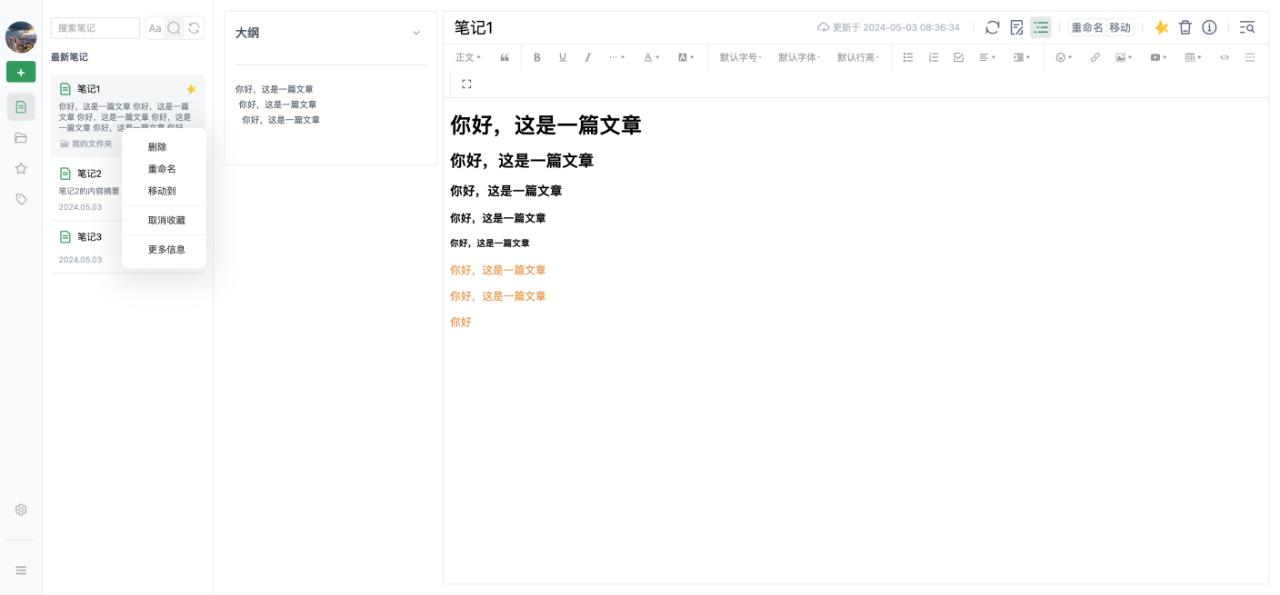 搜索笔记
Aa
最新笔记
+
笔记1
你好，这是一篇文章 你好，这是一篇
文章 你好，这是一篇文章 你好，这是
一篇文章 你好，这是一篇文章 你好
我的文件夹
笔记2
笔记2的内容摘要
2024.05.03
笔记3
2024.05.03
删除
重命名
移动到
取消收藏
更多信息
大纲
你好，这是一篇文章
你好，这是一篇文章
你好，这是一篇文章
笔记1
更新于 2024-05-03 08:36:34
重命名 移动
正文 B U I A A 默认字号 默认字体 默认行高
你好，这是一篇文章
你好，这是一篇文章
你好，这是一篇文章
你好，这是一篇文章
你好，这是一篇文章
你好，这是一篇文章
你好，这是一篇文章
你好